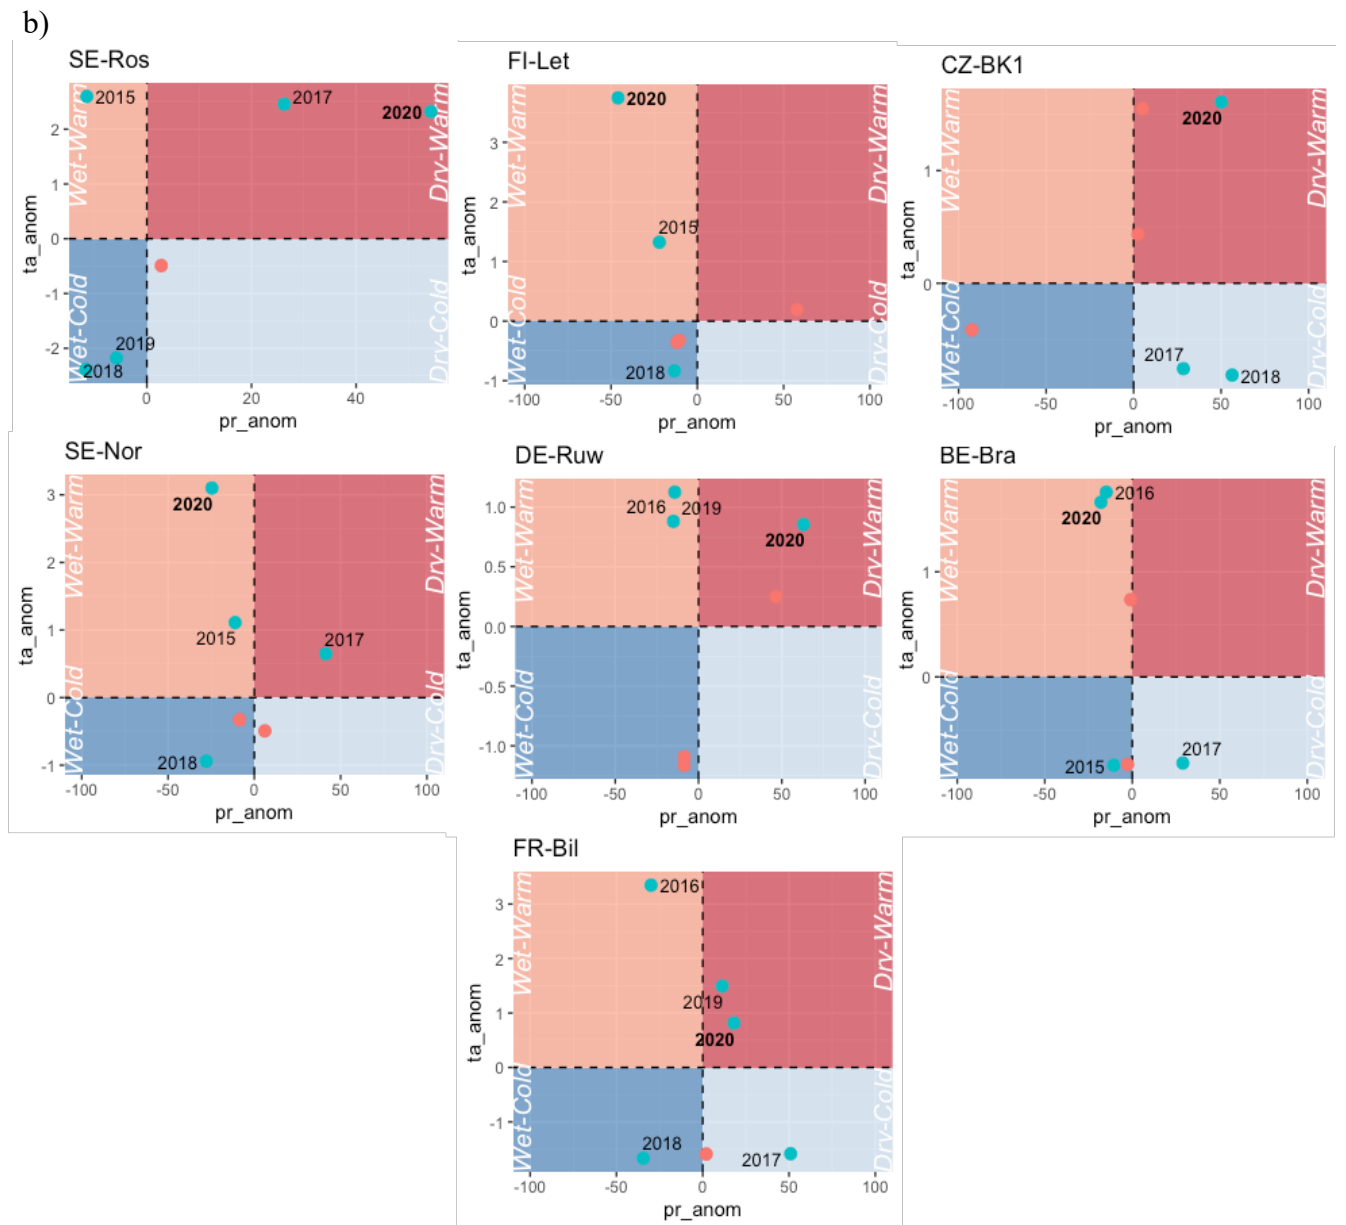 b)
SE-Ros
Wet-Warm
Dry-Warm
Wet-Cold
Dry-Cold
2015
2017
2020
2019
2018
2
1
0
-1
-2
0
20
40
ta_anom
pr_anom
FI-Let
Wet-Warm
Dry-Warm
Wet-Cold
Dry-Cold
2020
2015
2018
3
2
1
0
-1
-100
-50
0
50
100
ta_anom
pr_anom
CZ-BK1
Wet-Warm
Dry-Warm
Wet-Cold
Dry-Cold
2020
2017
2018
1
0
-100
-50
0
50
100
ta_anom
pr_anom
SE-Nor
Wet-Warm
Dry-Warm
Wet-Cold
Dry-Cold
2020
2015
2017
2018
3
2
1
0
-1
-100
-50
0
50
100
ta_anom
pr_anom
DE-Ruw
Wet-Warm
Dry-Warm
Wet-Cold
Dry-Cold
2016
2019
2020
1.0
0.5
0.0
-0.5
-1.0
-100
-50
0
50
100
ta_anom
pr_anom
BE-Bra
Wet-Warm
Dry-Warm
Wet-Cold
Dry-Cold
2016
2020
2015
2017
1
0
-100
-50
0
50
100
ta_anom
pr_anom
FR-Bil
Wet-Warm
Dry-Warm
Wet-Cold
Dry-Cold
2016
2019
2020
2018
2017
3
2
1
0
-1
-100
-50
0
50
100
ta_anom
pr_anom